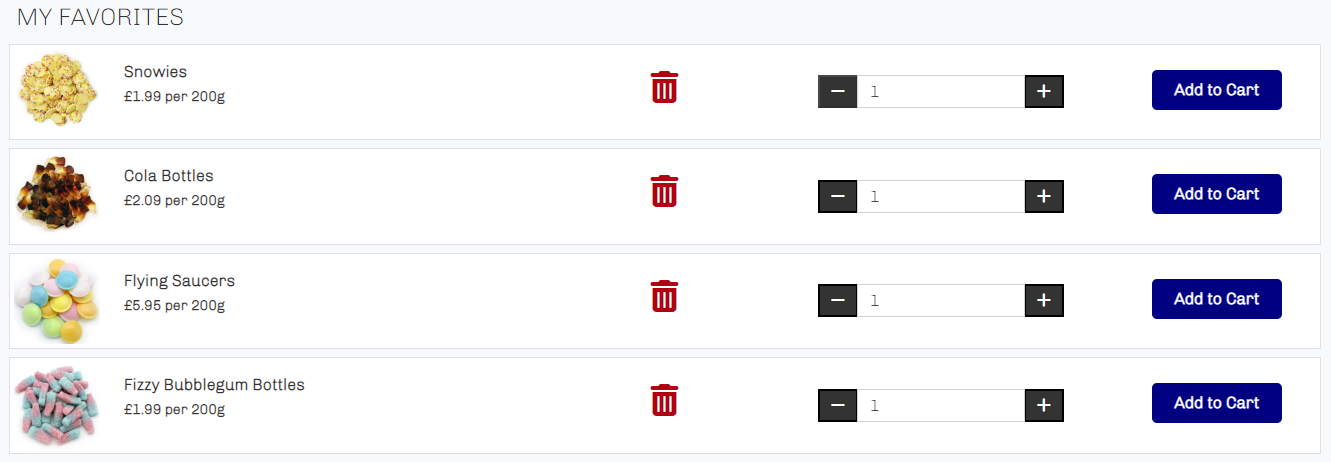 MY FAVORITES
Snowies
£1.99 per 200g
− 1 +
Add to Cart
Cola Bottles
£2.09 per 200g
− 1 +
Add to Cart
Flying Saucers
£5.95 per 200g
− 1 +
Add to Cart
Fizzy Bubblegum Bottles
£1.99 per 200g
− 1 +
Add to Cart